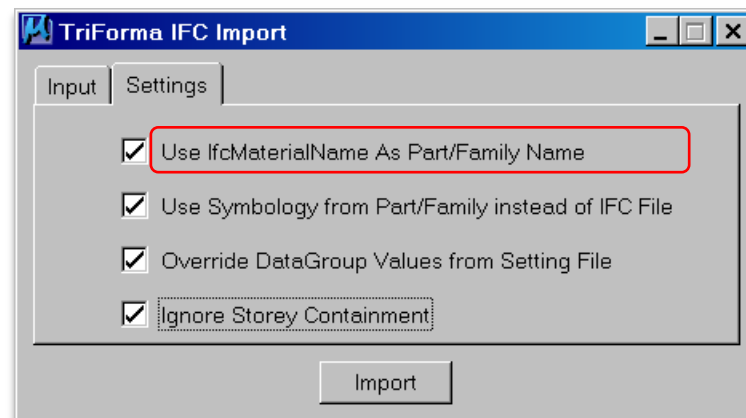 TriForma IFC Import
Input Settings
Use IfcMaterialName As Part/Family Name
Use Symbology from Part/Family instead of IFC File
Override DataGroup Values from Setting File
Ignore Storey Containment
Import